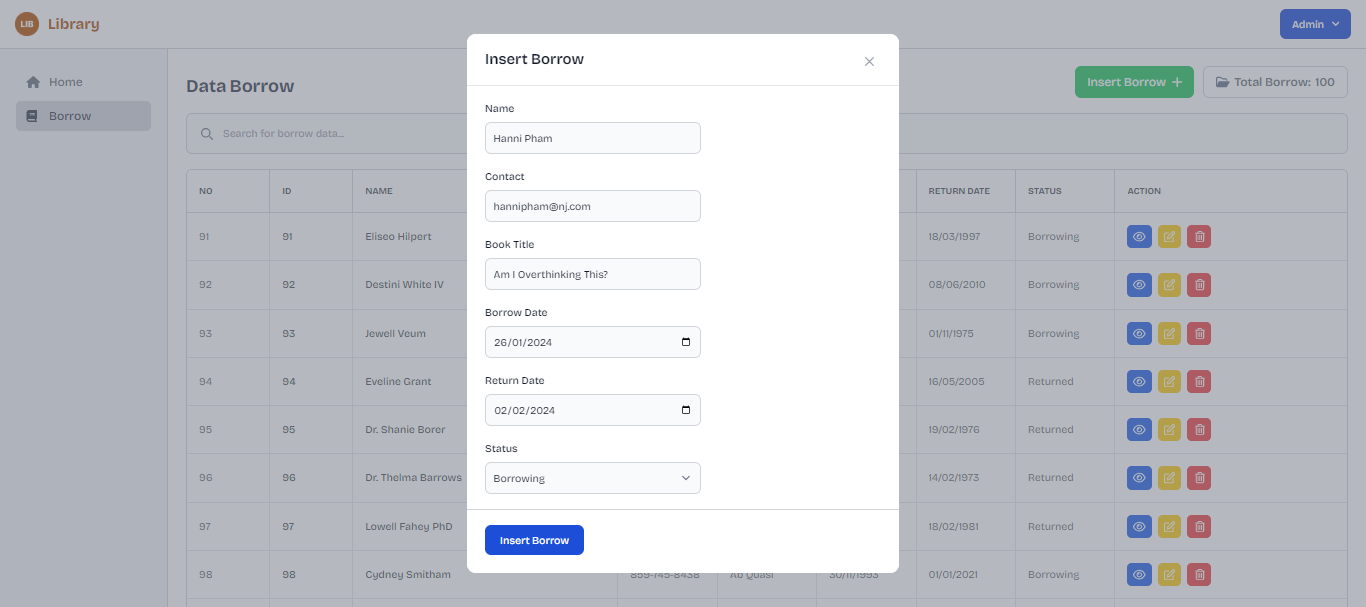 LIB Library
Admin
Home
Borrow
Data Borrow
Insert Borrow
Total Borrow: 100
Search for borrow data...
NO ID NAME RETURN DATE STATUS ACTION
91 91 Eliseo Hilpert 18/03/1997 Borrowing
92 92 Destini White IV 08/06/2010 Borrowing
93 93 Jewell Veum 01/11/1975 Borrowing
94 94 Eveline Grant 16/05/2005 Returned
95 95 Dr. Shanie Borer 19/02/1976 Returned
96 96 Dr. Thelma Barrows 14/02/1973 Returned
97 97 Lowell Fahey PhD 18/02/1981 Returned
98 98 Cydney Smitham 859-745-8438 Ab Quasi 30/11/1993 01/01/2021 Borrowing
Insert Borrow
Name
Hanni Pham
Contact
hannipham@nj.com
Book Title
Am I Overthinking This?
Borrow Date
26/01/2024
Return Date
02/02/2024
Status
Borrowing
Insert Borrow